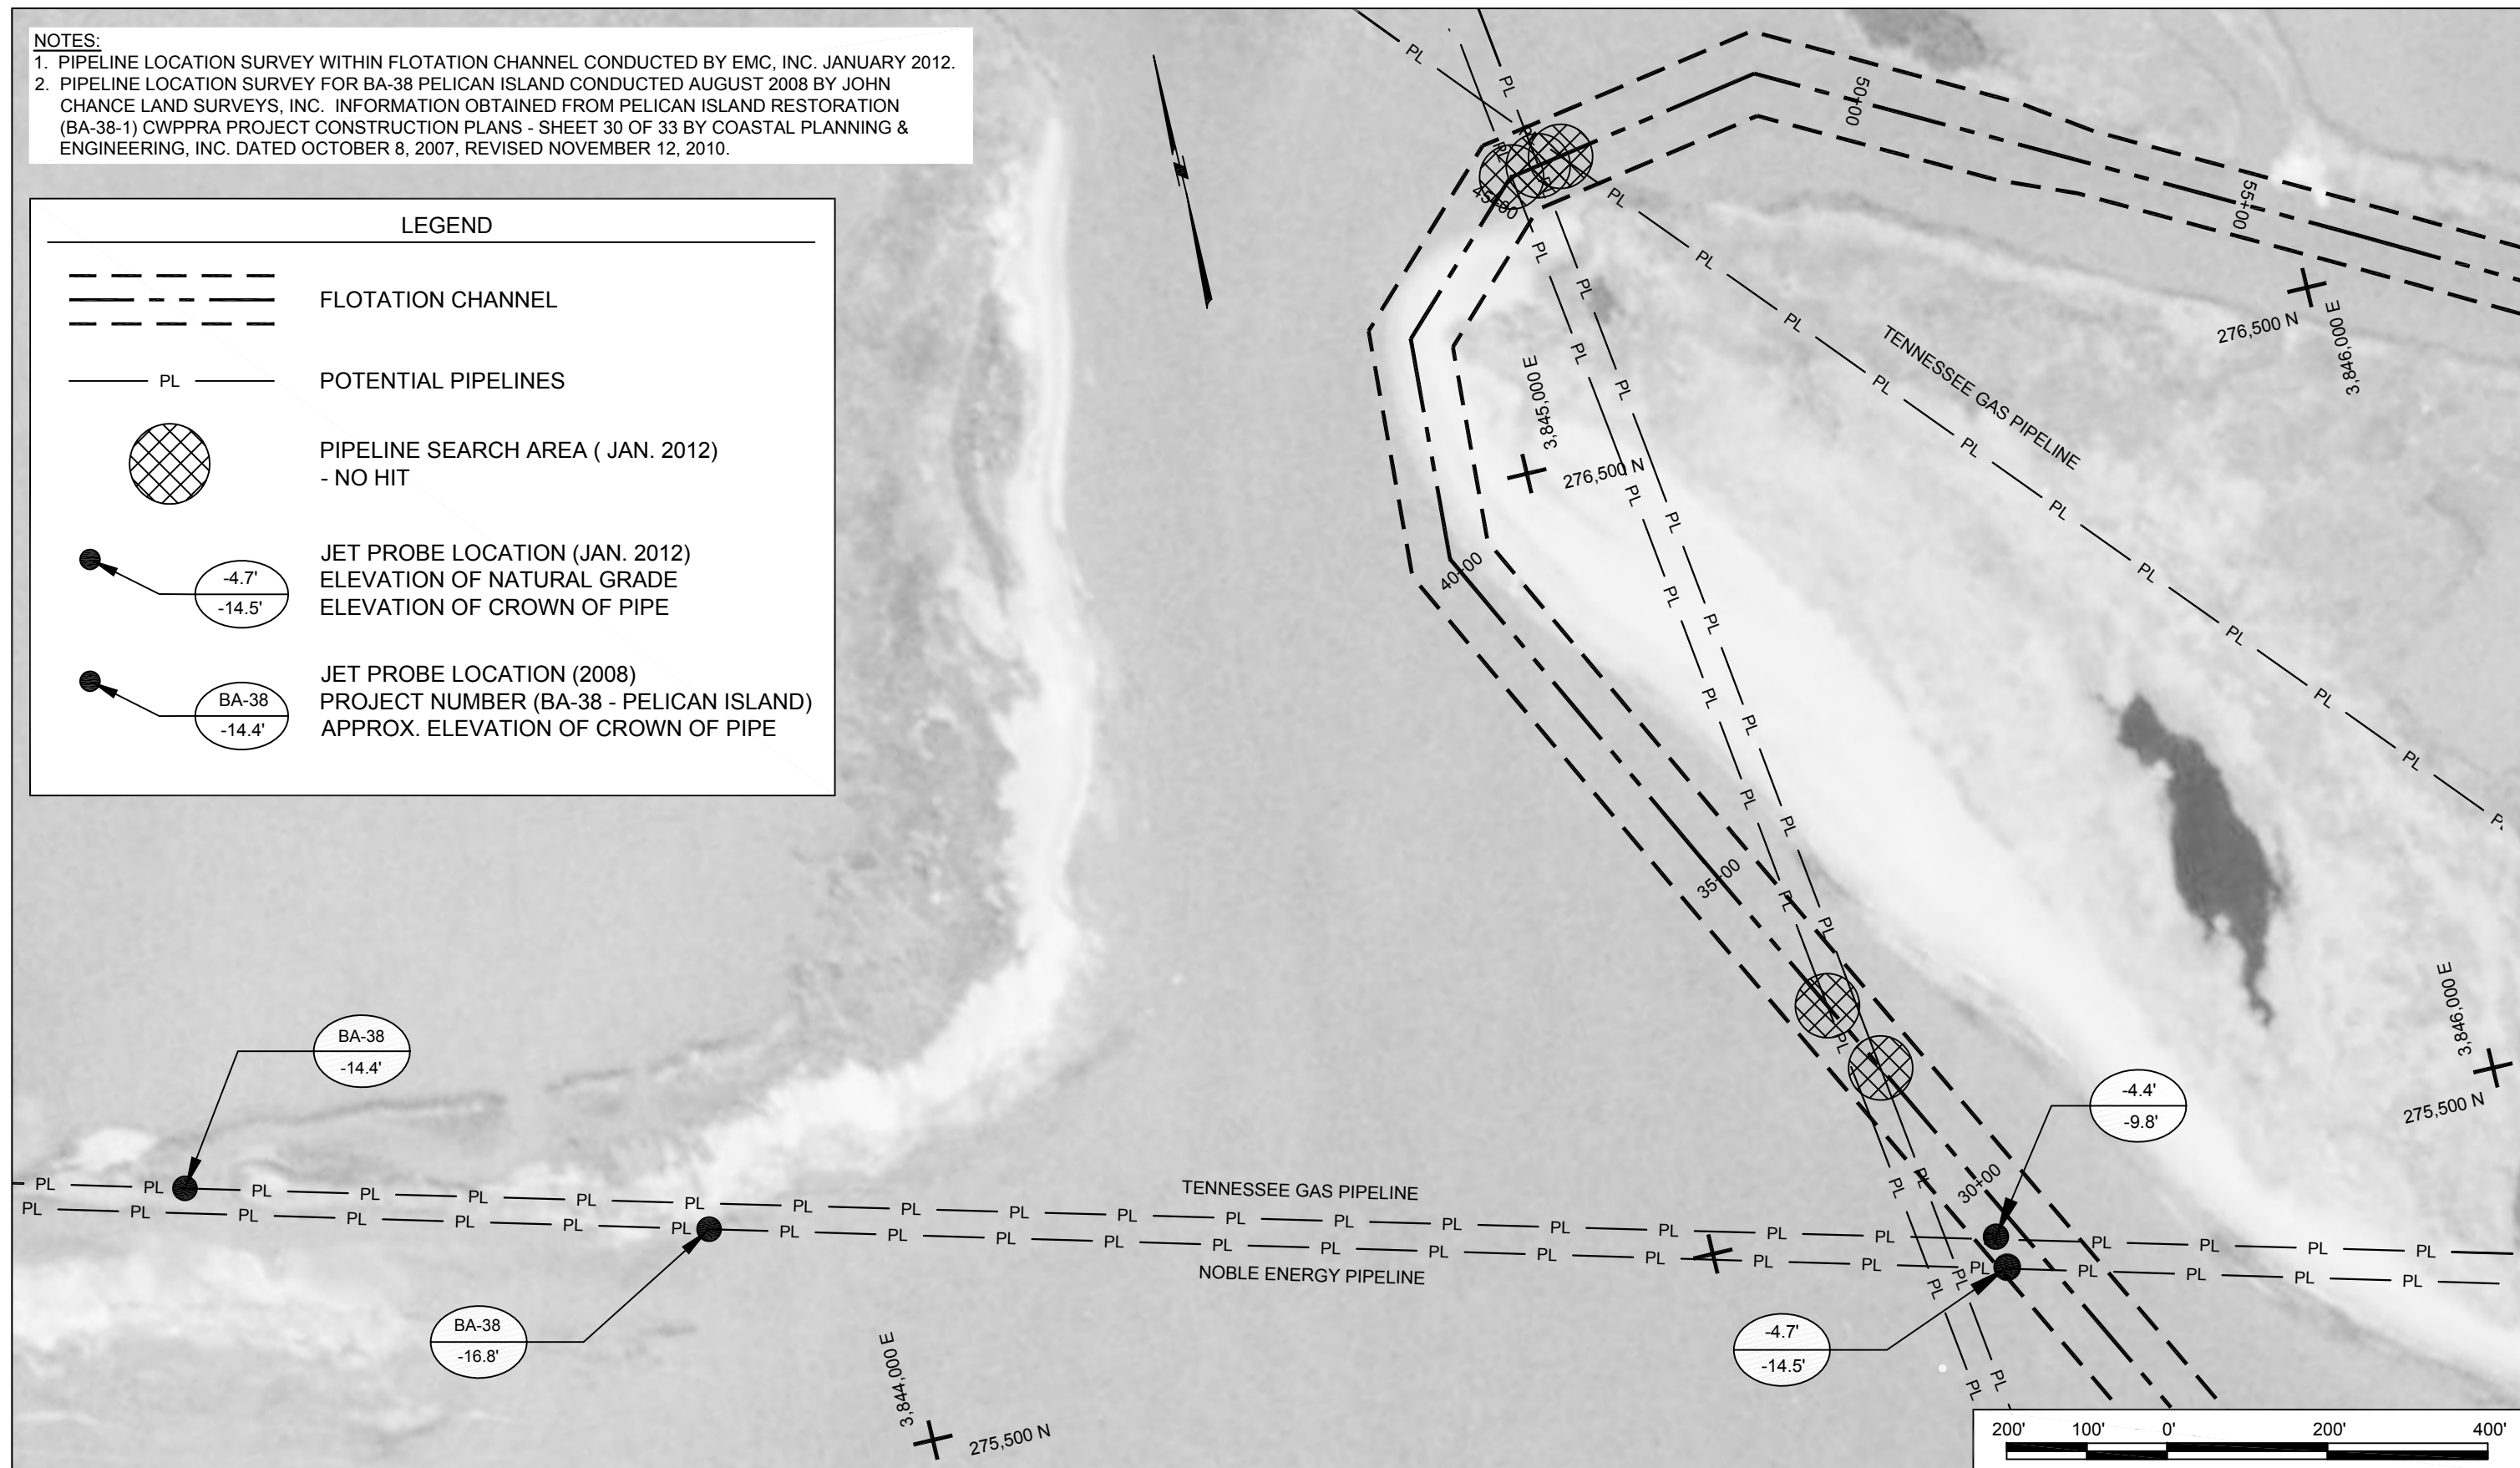 NOTES:
1. PIPELINE LOCATION SURVEY WITHIN FLOTATION CHANNEL CONDUCTED BY EMC, INC. JANUARY 2012.
2. PIPELINE LOCATION SURVEY FOR BA-38 PELICAN ISLAND CONDUCTED AUGUST 2008 BY JOHN
CHANCE LAND SURVEYS, INC. INFORMATION OBTAINED FROM PELICAN ISLAND RESTORATION
(BA-38-1) CWPPRA PROJECT CONSTRUCTION PLANS - SHEET 30 OF 33 BY COASTAL PLANNING &
ENGINEERING, INC. DATED OCTOBER 8, 2007, REVISED NOVEMBER 12, 2010.
LEGEND
FLOTATION CHANNEL
PL
POTENTIAL PIPELINES
PIPELINE SEARCH AREA ( JAN. 2012)
- NO HIT
-4.7'
-14.5'
JET PROBE LOCATION (JAN. 2012)
ELEVATION OF NATURAL GRADE
ELEVATION OF CROWN OF PIPE
BA-38
-14.4'
JET PROBE LOCATION (2008)
PROJECT NUMBER (BA-38 - PELICAN ISLAND)
APPROX. ELEVATION OF CROWN OF PIPE
50+00
55+00
45+00
276,500 N
3,846,000 E
TENNESSEE GAS PIPELINE
3,845,000 E
276,500 N
40+00
35+00
3,846,000 E
275,500 N
BA-38
-14.4'
-4.4'
-9.8'
30+00
TENNESSEE GAS PIPELINE
NOBLE ENERGY PIPELINE
BA-38
-16.8'
-4.7'
-14.5'
3,844,000 E
275,500 N
200' 100' 0' 200' 400'